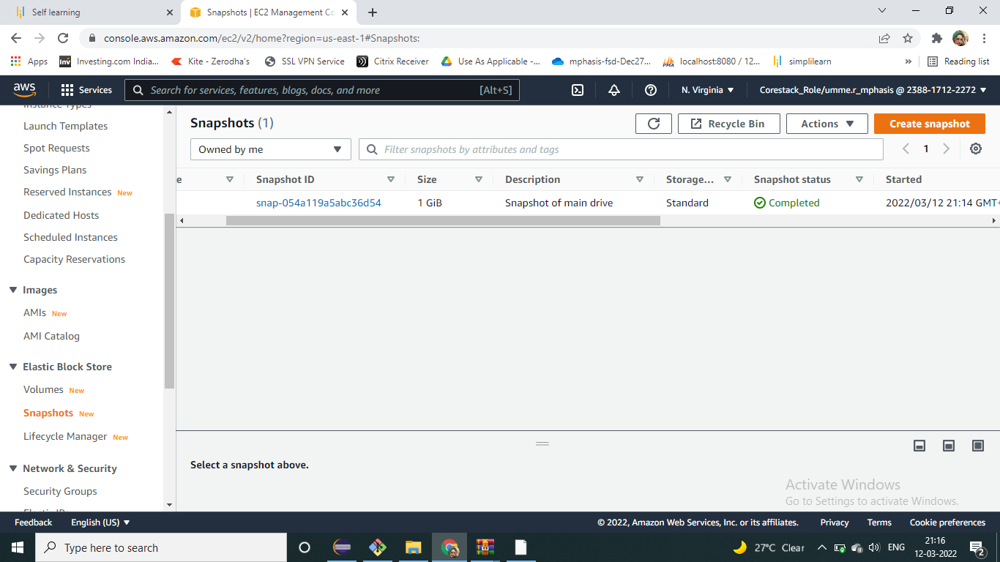 Self learning
Snapshots | EC2 Management Co
console.aws.amazon.com/ec2/v2/home?region=us-east-1#Snapshots:
Apps
Investing.com India...
Kite - Zerodha's
SSL VPN Service
Citrix Receiver
Use As Applicable -...
mphasis-fsd-Dec27...
localhost:8080 / 12...
simplilearn
»
Reading list
aws
Services
Search for services, features, blogs, docs, and more
[Alt+S]
N. Virginia
Corestack_Role/umme.r_mphasis @ 2388-1712-2272
Instance Types
Launch Templates
Spot Requests
Savings Plans
Reserved Instances New
Dedicated Hosts
Scheduled Instances
Capacity Reservations
Images
AMIs New
AMI Catalog
Elastic Block Store
Volumes New
Snapshots New
Lifecycle Manager New
Network & Security
Security Groups
Snapshots (1)
Recycle Bin
Actions
Create snapshot
Owned by me
Filter snapshots by attributes and tags
1
e
Snapshot ID
Size
Description
Storage...
Snapshot status
Started
snap-054a119a5abc36d54
1 GiB
Snapshot of main drive
Standard
Completed
2022/03/12 21:14 GMT+
Select a snapshot above.
Activate Windows
Go to Settings to activate Windows.
Feedback
English (US)
© 2022, Amazon Web Services, Inc. or its affiliates.
Privacy
Terms
Cookie preferences
Type here to search
27°C Clear
ENG
21:16
12-03-2022
2